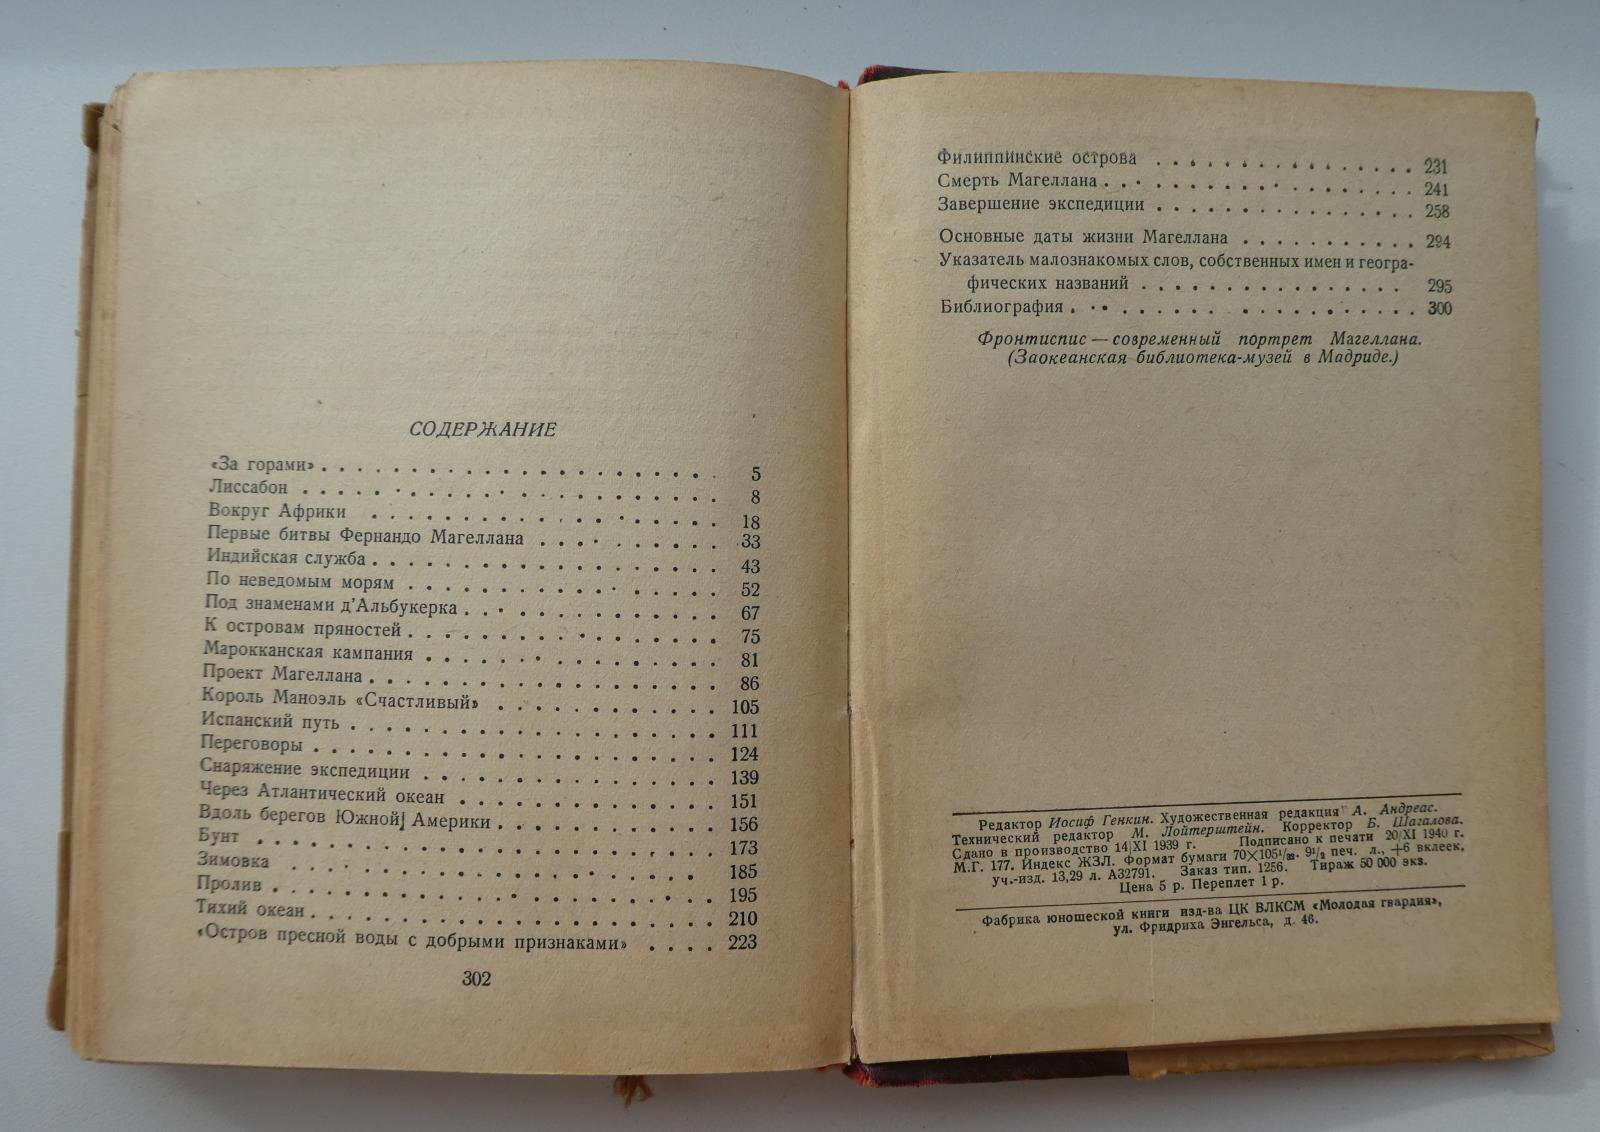 СОДЕРЖАНИЕ
«За горами» . . . . . . . . . . . . . . . . . . . . . 5
Лиссабон . . . . . . . . . . . . . . . . . . . 8
Вокруг Африки . . . . . . . . . . . . . . . . 18
Первые битвы Фернандо Магеллана . . . . . . . . . . 33
Индийская служба . . . . . . . . . . . . . . . . . 43
По неведомым морям . . . . . . . . . . . . . . . 52
Под знаменами д'Альбукерка . . . . . . . . . . . . . 67
К островам пряностей . . . . . . . . . . . . . . . 75
Марокканская кампания . . . . . . . . . . . . . . 81
Проект Магеллана . . . . . . . . . . . . . . . . . 86
Король Маноэль «Счастливый» . . . . . . . . . . . 105
Испанский путь . . . . . . . . . . . . . . . . . . 111
Переговоры . . . . . . . . . . . . . . . . . . . . 124
Снаряжение экспедиции . . . . . . . . . . . . . . 139
Через Атлантический океан . . . . . . . . . . . . 151
Вдоль берегов Южной Америки . . . . . . . . . . . 156
Бунт . . . . . . . . . . . . . . . . . . . . . . 173
Зимовка . . . . . . . . . . . . . . . . . . 185
Пролив . . . . . . . . . . . . . . . . . . . . . 195
Тихий океан . . . . . . . . . . . . . . . . . . . 210
«Остров пресной воды с добрыми признаками» . . . . 223
302
Филиппинские острова . . . . . . . . . . . . . . 231
Смерть Магеллана . . . . . . . . . . . . . . . . 241
Завершение экспедиции . . . . . . . . . . . . . . 258
Основные даты жизни Магеллана . . . . . . . . . . . 294
Указатель малознакомых слов, собственных имен и геогра-
фических названий . . . . . . . . . . . . . . . 295
Библиография . . . . . . . . . . . . . . . . . . 300
Фронтиспис — современный портрет Магеллана.
(Заокеанская библиотека-музей в Мадриде.)
Редактор Иосиф Генкин. Художественная редакция А. Андреас.
Технический редактор М. Лойтерштейн. Корректор Б. Шагалова.
Сдано в производство 14|XI 1939 г. Подписано к печати 20|XI 1940 г.
М.Г. 177. Индекс ЖЗЛ. Формат бумаги 70×105¹/₃₂. 9¹/₂ печ. л., +6 вклеек,
уч.-изд. 13,29 л. А32791. Заказ тип. 1256. Тираж 50 000 экз.
Цена 5 р. Переплет 1 р.
Фабрика юношеской книги изд-ва ЦК ВЛКСМ «Молодая гвардия»,
ул. Фридриха Энгельса, д. 46.